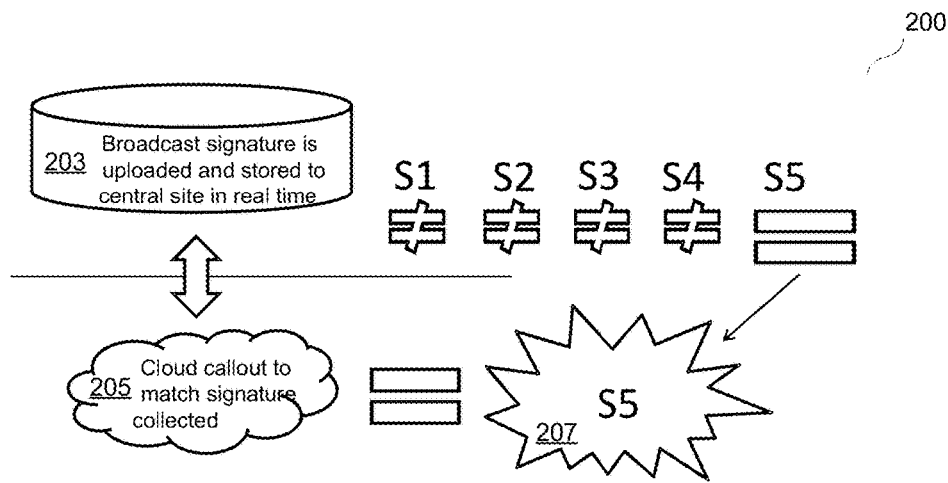 200
203 Broadcast signature is
uploaded and stored to
central site in real time
S1 S2 S3 S4 S5
205 Cloud callout to
match signature
collected
S5
207